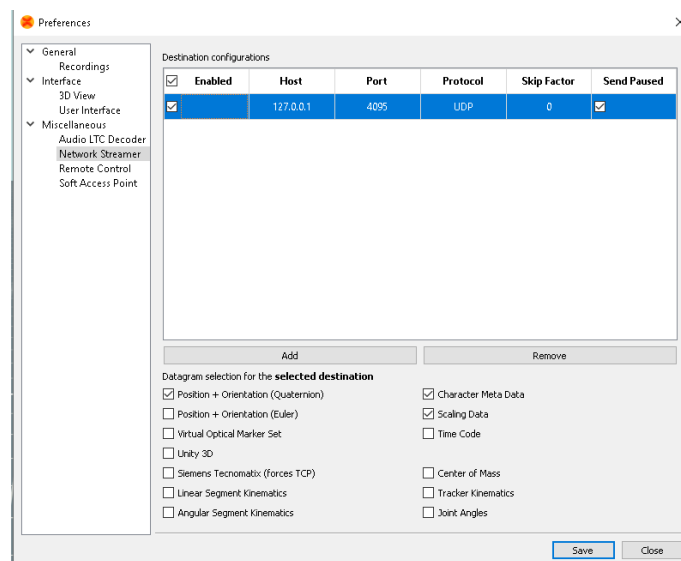 Preferences
General
Recordings
Interface
3D View
User Interface
Miscellaneous
Audio LTC Decoder
Network Streamer
Remote Control
Soft Access Point
Destination configurations
Enabled Host Port Protocol Skip Factor Send Paused
127.0.0.1 4095 UDP 0
Add Remove
Datagram selection for the selected destination
Position + Orientation (Quaternion) Character Meta Data
Position + Orientation (Euler) Scaling Data
Virtual Optical Marker Set Time Code
Unity 3D
Siemens Tecnomatix (forces TCP) Center of Mass
Linear Segment Kinematics Tracker Kinematics
Angular Segment Kinematics Joint Angles
Save Close